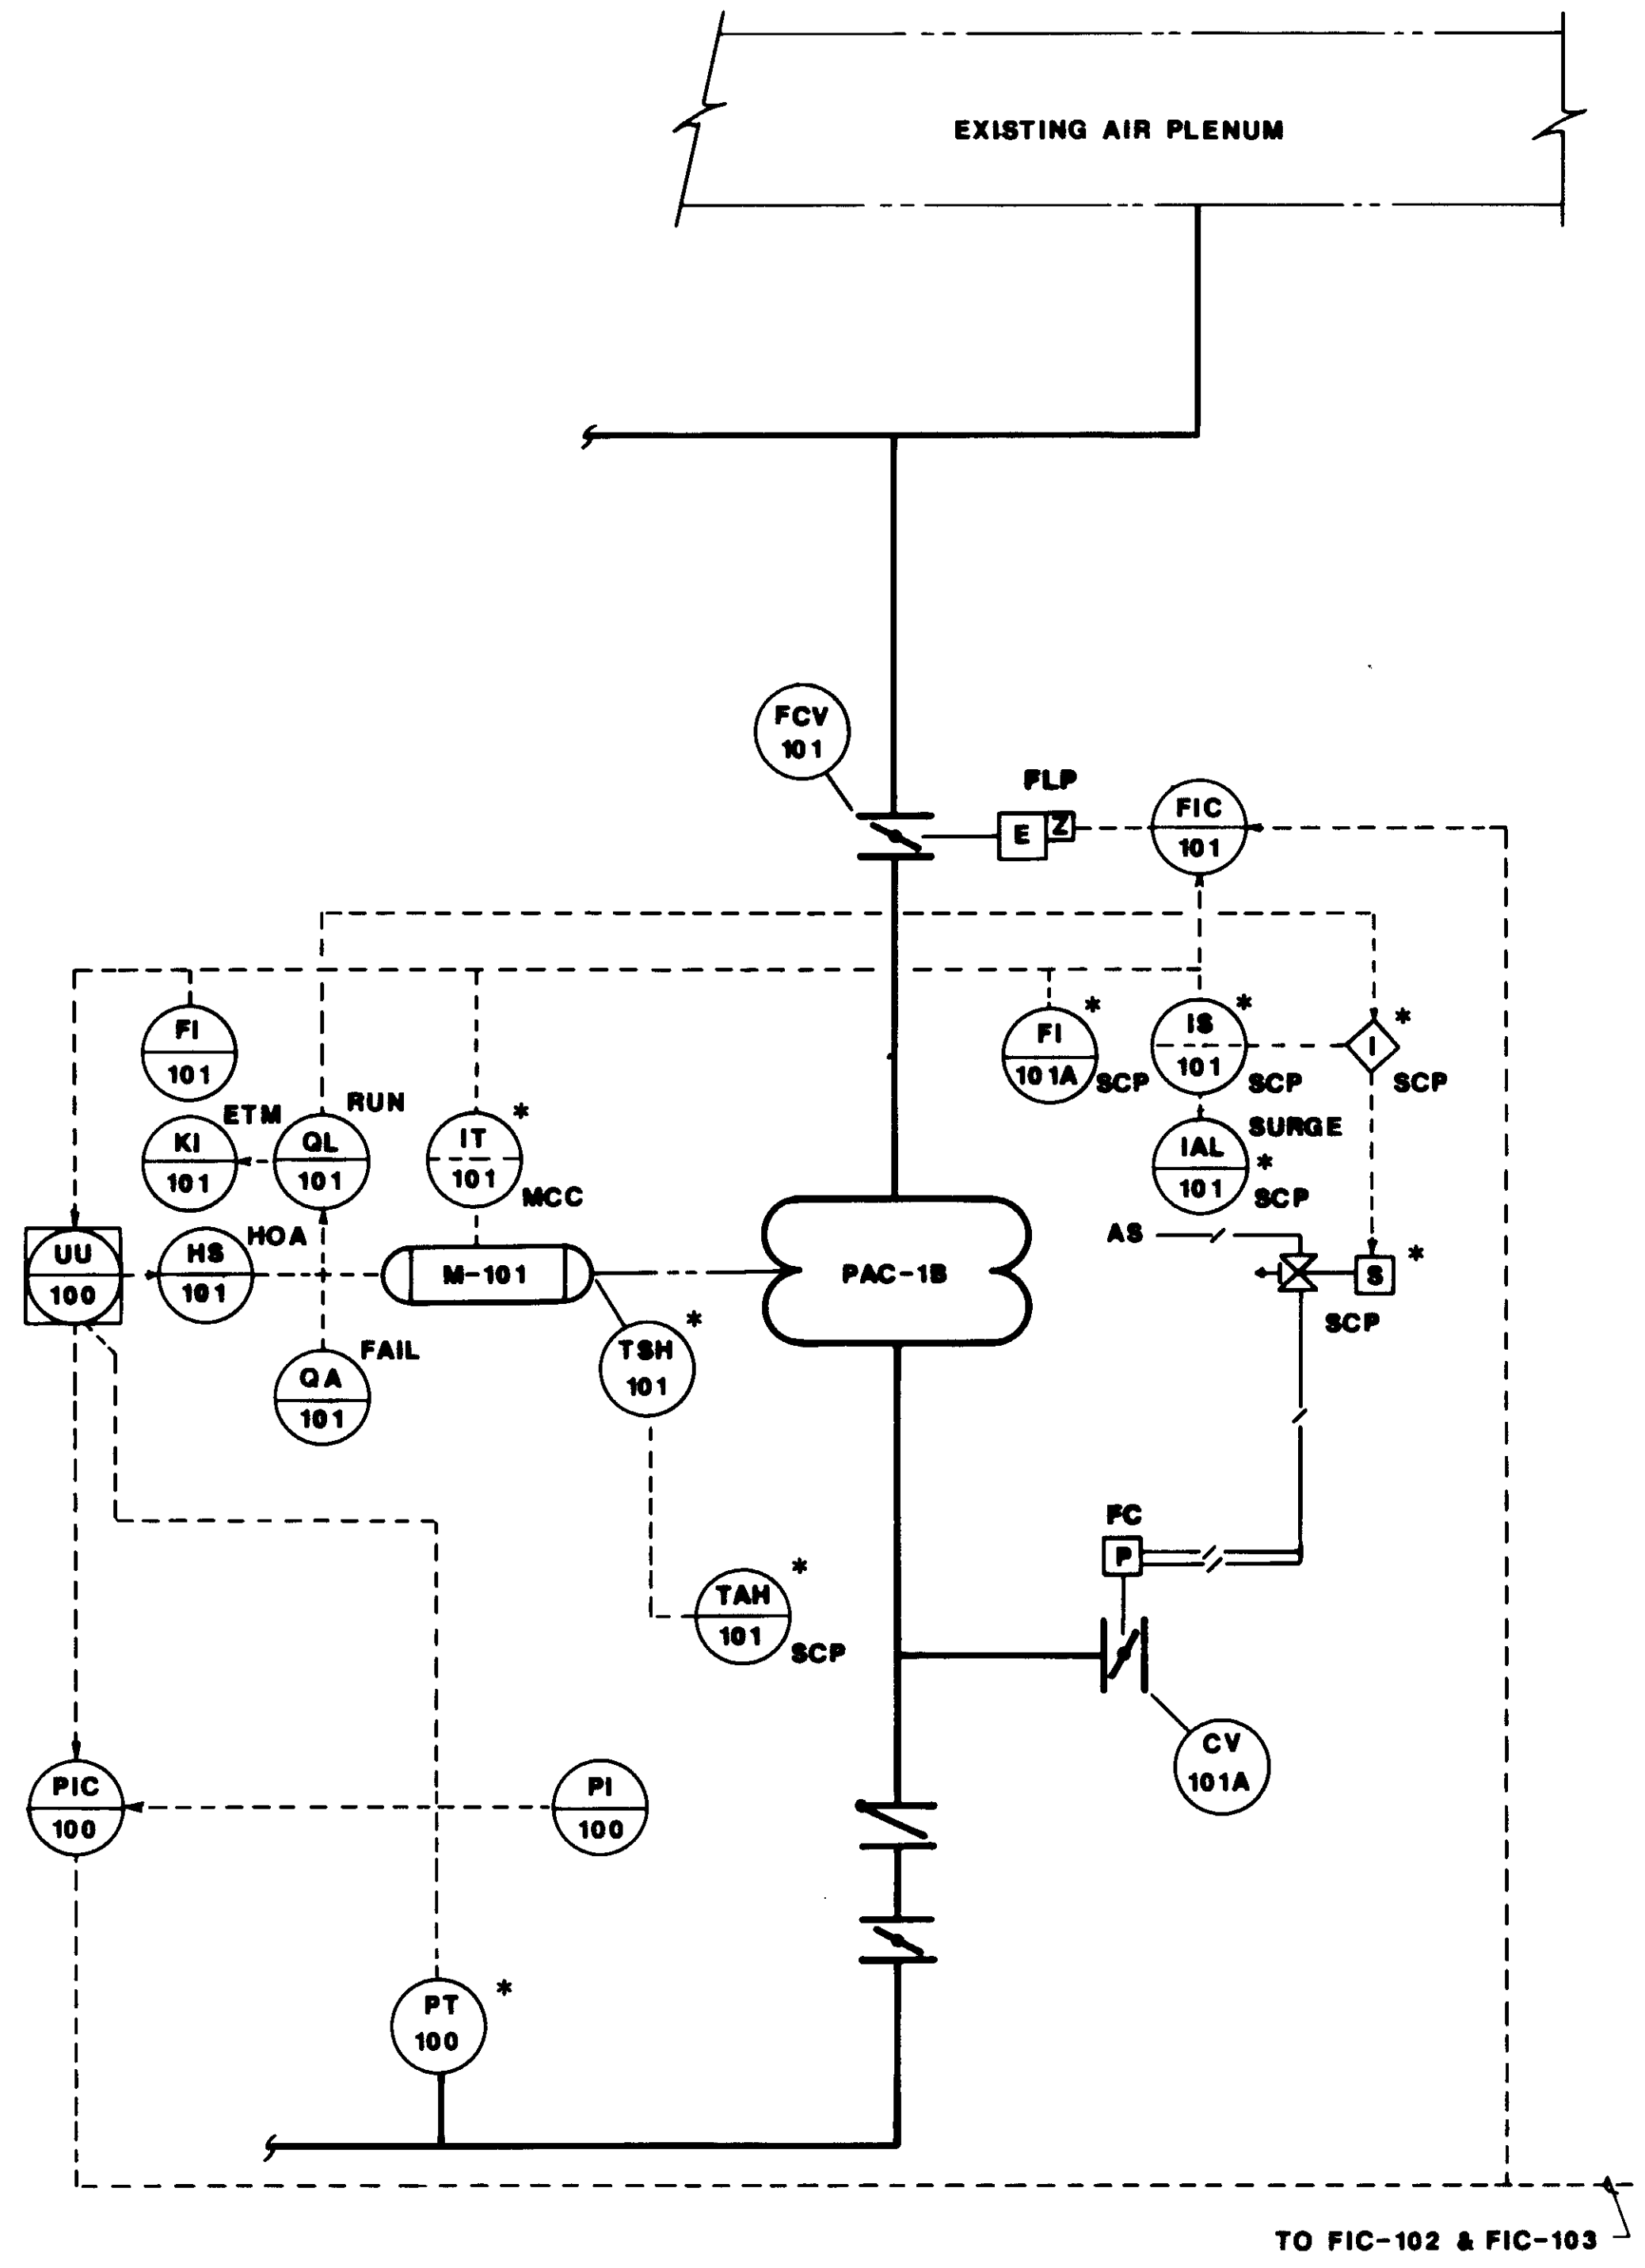 EXISTING AIR PLENUM
FCV
101
FLP
E
Z
FIC
101
FI
101
FI
101A
*
SCP
IS
101
*
SCP
I
*
SCP
ETM
KI
101
RUN
QL
101
IT
101
*
MCC
SURGE
IAL
101
*
SCP
AS
UU
100
HS
101
HOA
M-101
PAC-1B
S
*
SCP
QA
101
FAIL
TSH
101
*
FC
P
TAH
101
*
SCP
CV
101A
PIC
100
PI
100
PT
100
*
TO FIC-102 & FIC-103